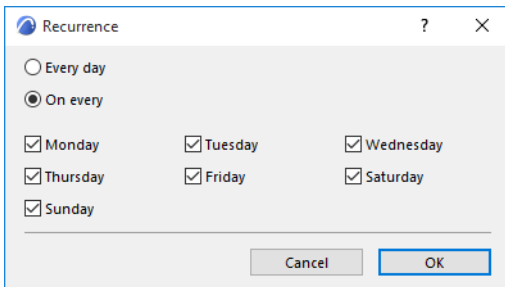 Recurrence ?
Every day
On every
Monday Tuesday Wednesday
Thursday Friday Saturday
Sunday
Cancel OK